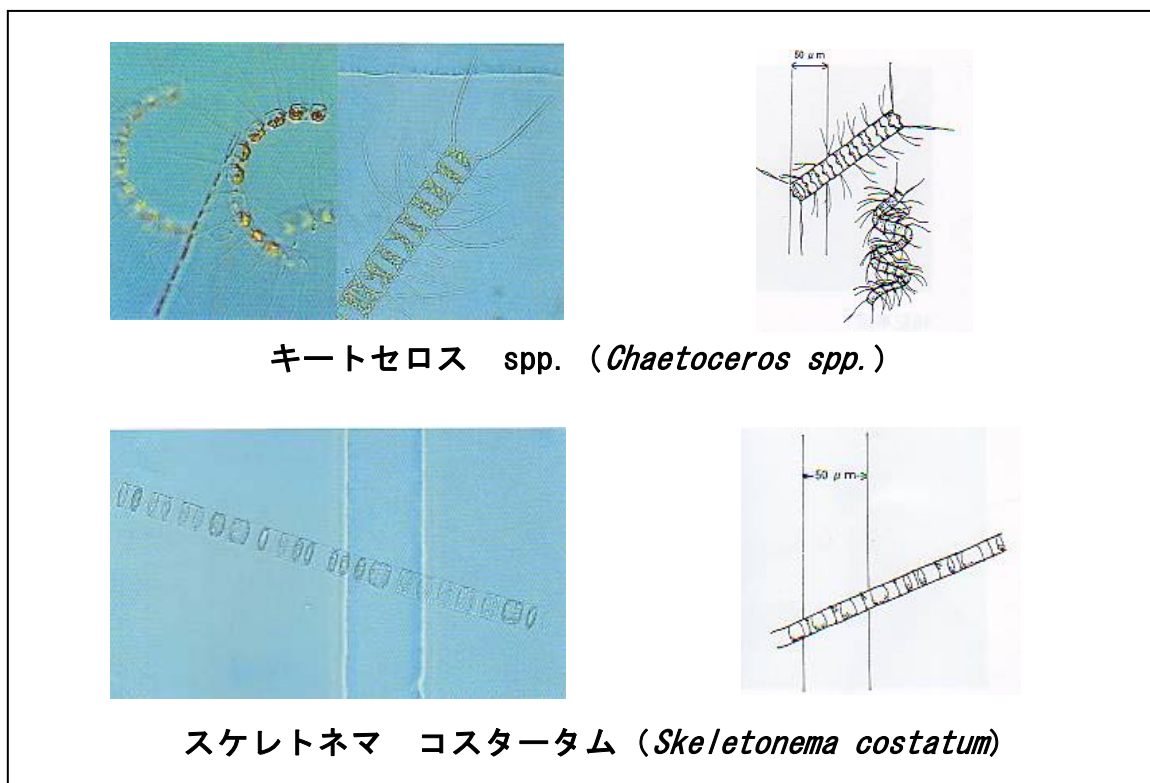 50 μm
キートセロス spp. (Chaetoceros spp.)
50 μm
スケレトネマ コスタータム (Skeletonema costatum)